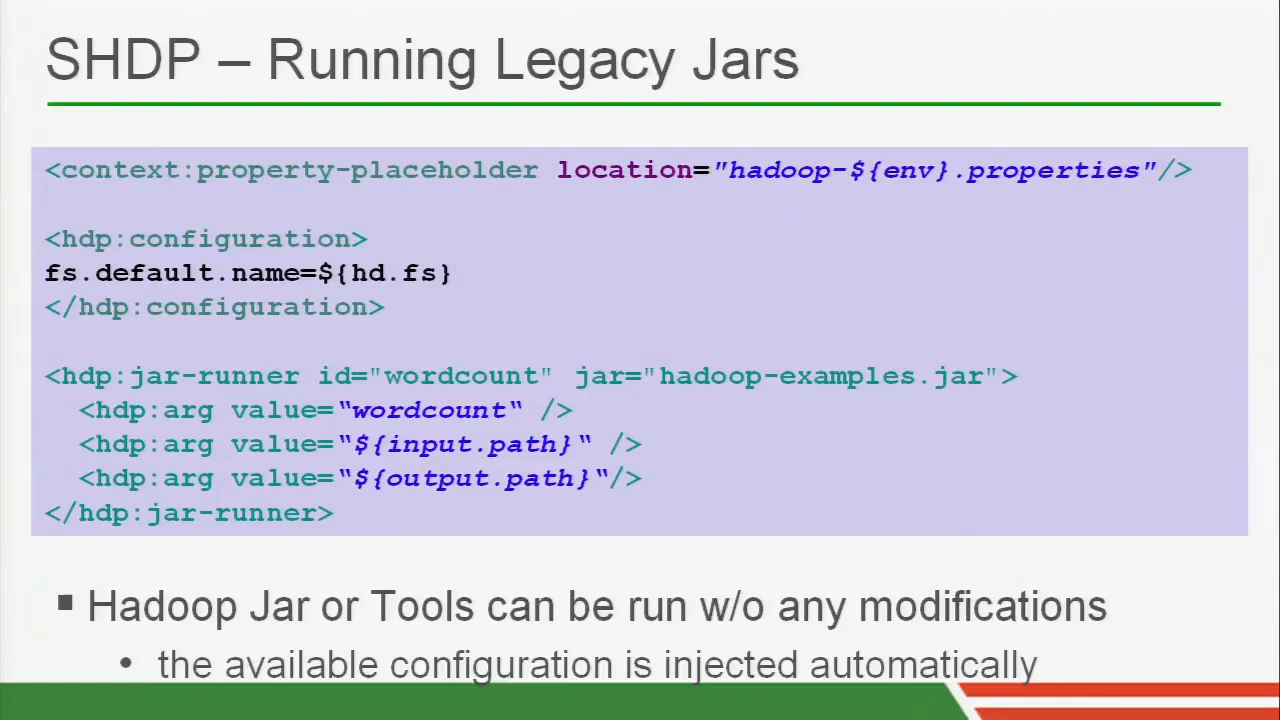 SHDP – Running Legacy Jars
<context:property-placeholder location="hadoop-${env}.properties"/>
<hdp:configuration>
fs.default.name=${hd.fs}
</hdp:configuration>
<hdp:jar-runner id="wordcount" jar="hadoop-examples.jar">
<hdp:arg value=“wordcount“ />
<hdp:arg value=“${input.path}“ />
<hdp:arg value=“${output.path}“/>
</hdp:jar-runner>
▪ Hadoop Jar or Tools can be run w/o any modifications
• the available configuration is injected automatically